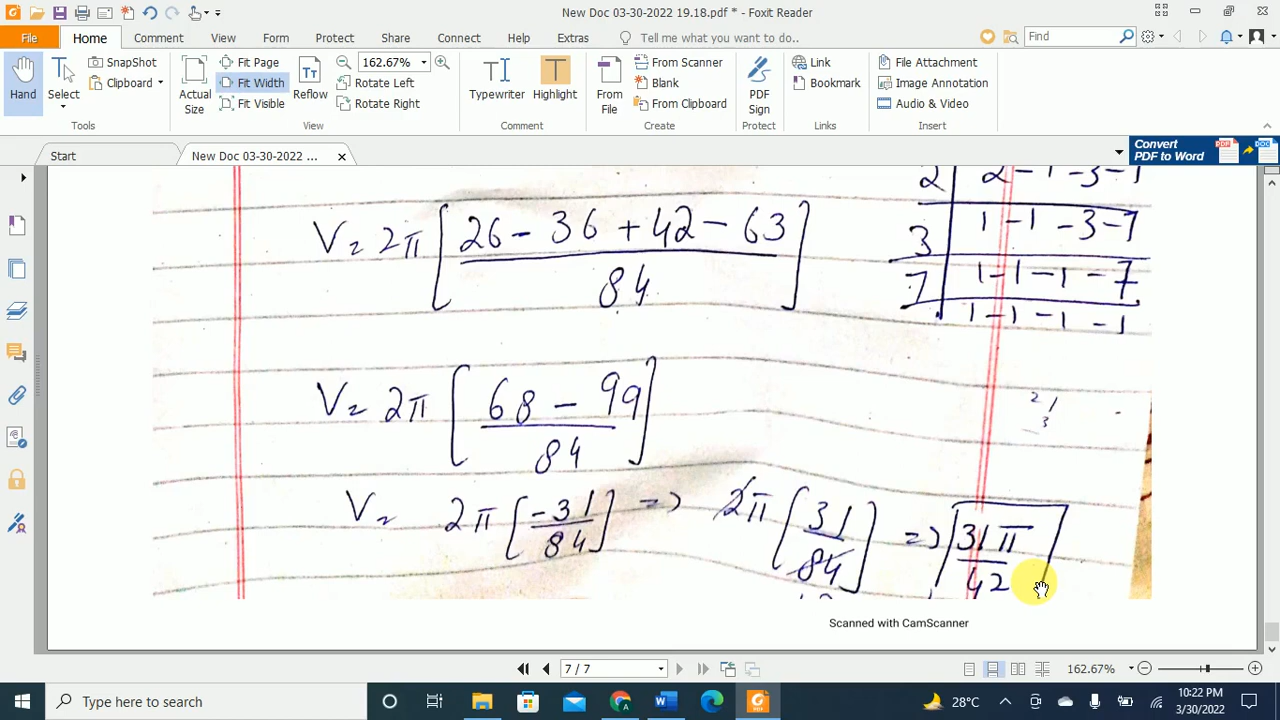 New Doc 03-30-2022 19.18.pdf * - Foxit Reader
File Home Comment View Form Protect Share Connect Help Extras Tell me what you want to do.. Find
Hand
Select
SnapShot
Clipboard
Tools
Actual Size
Fit Page
Fit Width
Fit Visible
Reflow
162.67%
Rotate Left
Rotate Right
View
Typewriter
Highlight
Comment
From File
From Scanner
Blank
From Clipboard
Create
PDF Sign
Protect
Link
Bookmark
Links
File Attachment
Image Annotation
Audio & Video
Insert
Start
New Doc 03-30-2022 ...
Convert PDF to Word
2 | 2-1-3-1
V = 2π [26 - 36 + 42 - 63 / 84]
3 | 1-1-3-7
7 | 1-1-1-7
1-1-1-1
V = 2π [68 - 99 / 84]
2/3
V = 2π [-31/84] => 2π [31/84] => 31π/42
Scanned with CamScanner
7 / 7
162.67%
Type here to search
28°C
10:22 PM
3/30/2022